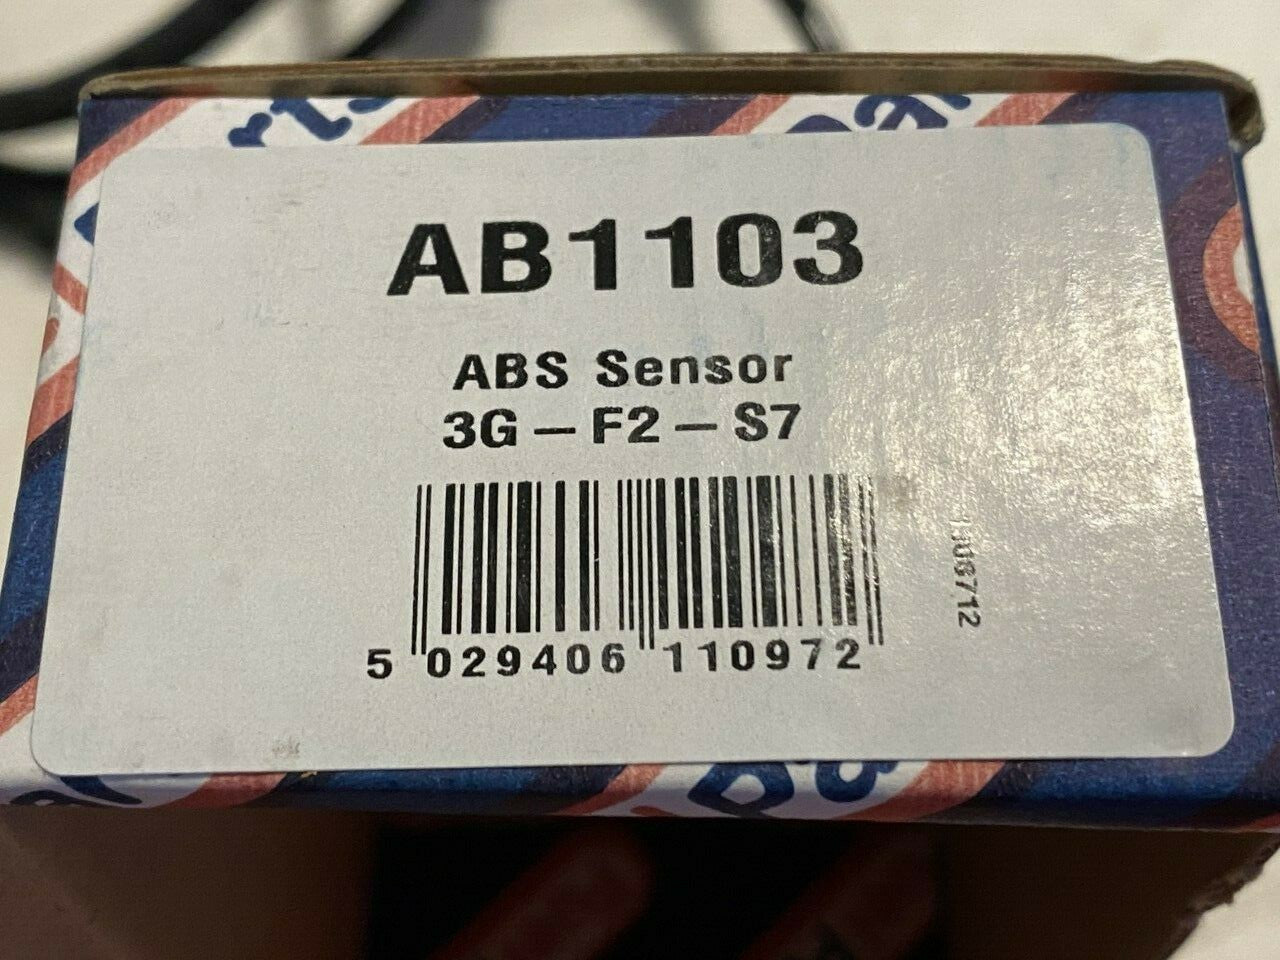 AB1103
ABS Sensor
3G – F2 – S7
5 029406 110972